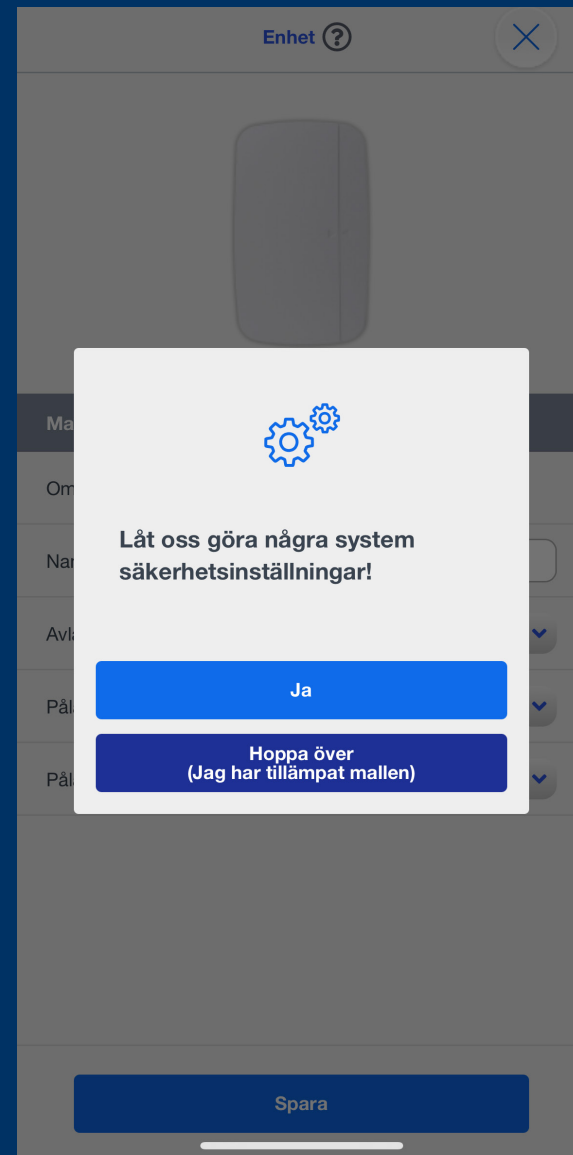 Enhet ?
Låt oss göra några system
säkerhetsinställningar!
Ja
Hoppa över
(Jag har tillämpat mallen)
Spara